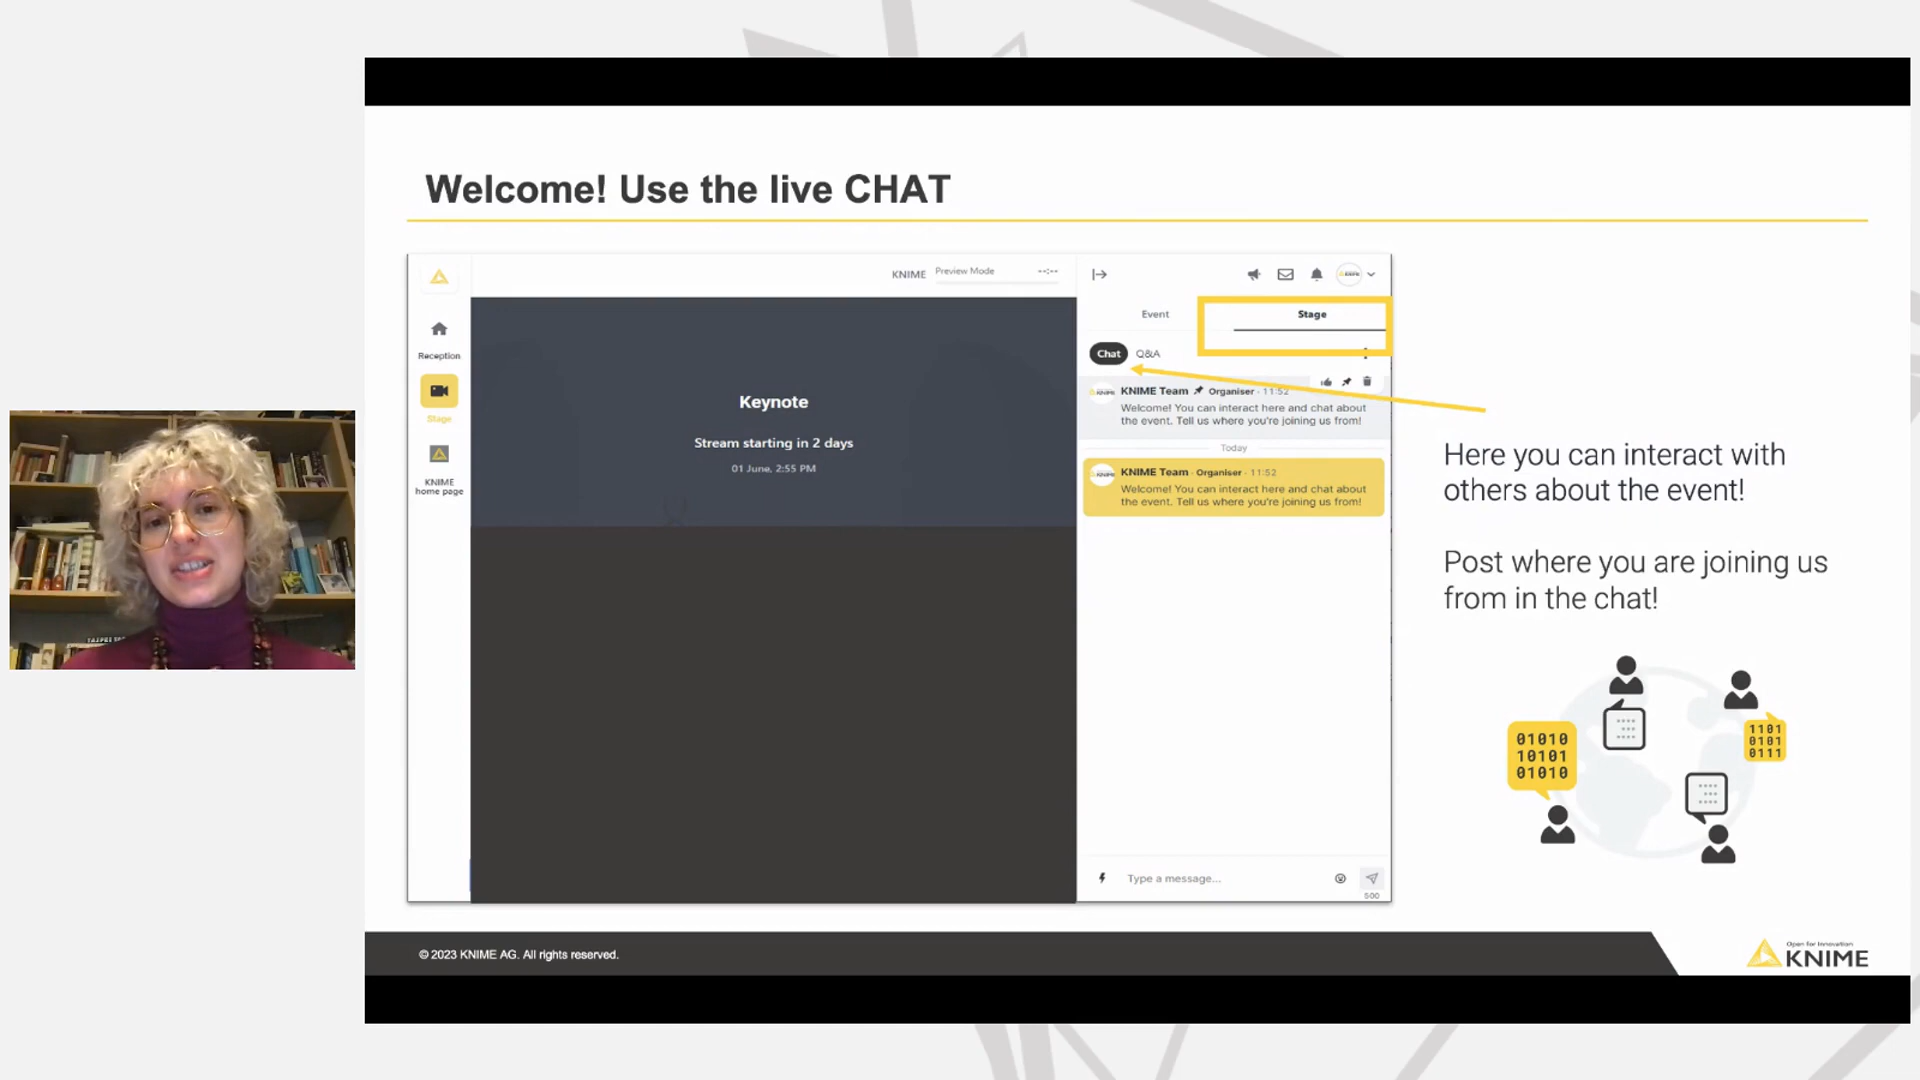 Welcome! Use the live CHAT
KNIME
Preview Mode
--:--
Reception
Stage
KNIME
home page
Keynote
Stream starting in 2 days
01 June, 2:55 PM
Event
Stage
Chat
Q&A
KNIME Team Organiser · 11:52
Welcome! You can interact here and chat about
the event. Tell us where you're joining us from!
Today
KNIME Team · Organiser · 11:52
Welcome! You can interact here and chat about
the event. Tell us where you're joining us from!
Type a message...
500
Here you can interact with
others about the event!
Post where you are joining us
from in the chat!
01010
10101
01010
1101
0101
0111
© 2023 KNIME AG. All rights reserved.
Open for Innovation
KNIME